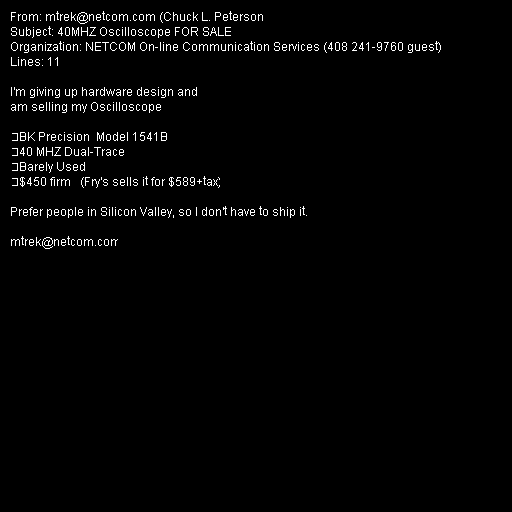 From: mtrek@netcom.com (Chuck L. Peterson
Subject: 40MHZ Oscilloscope FOR SALE
Organization: NETCOM On-line Communication Services (408 241-9760 guest)
Lines: 11
I'm giving up hardware design and
am selling my Oscilloscope
BK Precision Model 1541B
40 MHZ Dual-Trace
Barely Used
$450 firm (Fry's sells it for $589+tax;
Prefer people in Silicon Valley, so I don't have to ship it.
mtrek@netcom.com